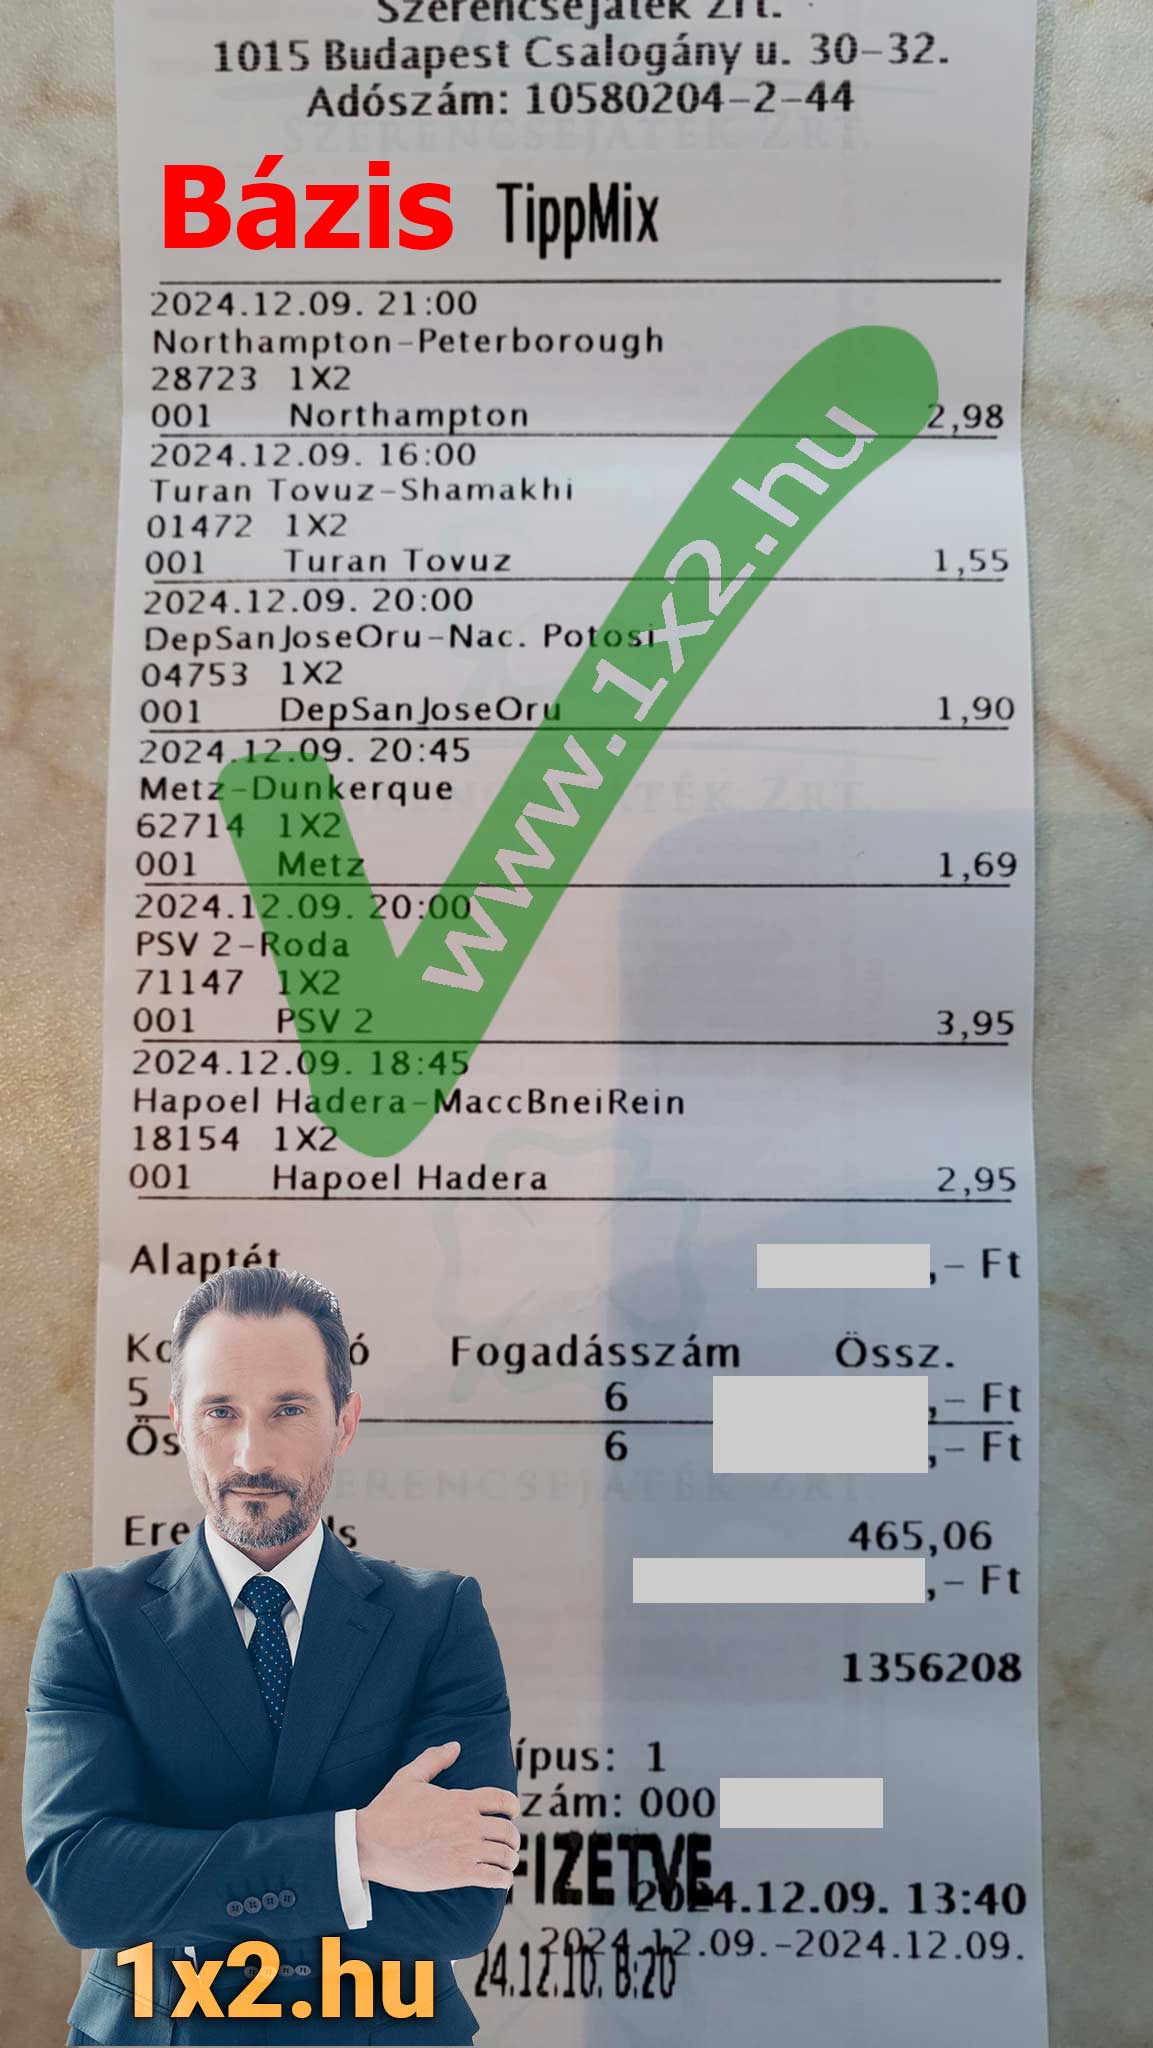 Szerencsejáték Zrt.
1015 Budapest Csalogány u. 30-32.
Adószám: 10580204-2-44
SZERENCSEJÁTÉK ZRT.
Bázis TippMix
2024.12.09. 21:00
Northampton-Peterborough
28723 1X2
001 Northampton 2,98
2024.12.09. 16:00
Turan Tovuz-Shamakhi
01472 1X2
001 Turan Tovuz 1,55
2024.12.09. 20:00
DepSanJoseOru-Nac. Potosi
04753 1X2
001 DepSanJoseOru 1,90
2024.12.09. 20:45
Metz-Dunkerque
62714 1X2
001 Metz 1,69
2024.12.09. 20:00
PSV 2-Roda
71147 1X2
001 PSV 2 3,95
2024.12.09. 18:45
Hapoel Hadera-MaccBneiRein
18154 1X2
001 Hapoel Hadera 2,95
www.1x2.hu
Alaptét ,- Ft
Fogadásszám Össz.
5 6 ,- Ft
6 ,- Ft
465,06
,- Ft
1356208
ípus: 1
zám: 000
FIZETVE
2024.12.09. 13:40
2024.12.09.-2024.12.09.
24.12.10. 8:20
1x2.hu